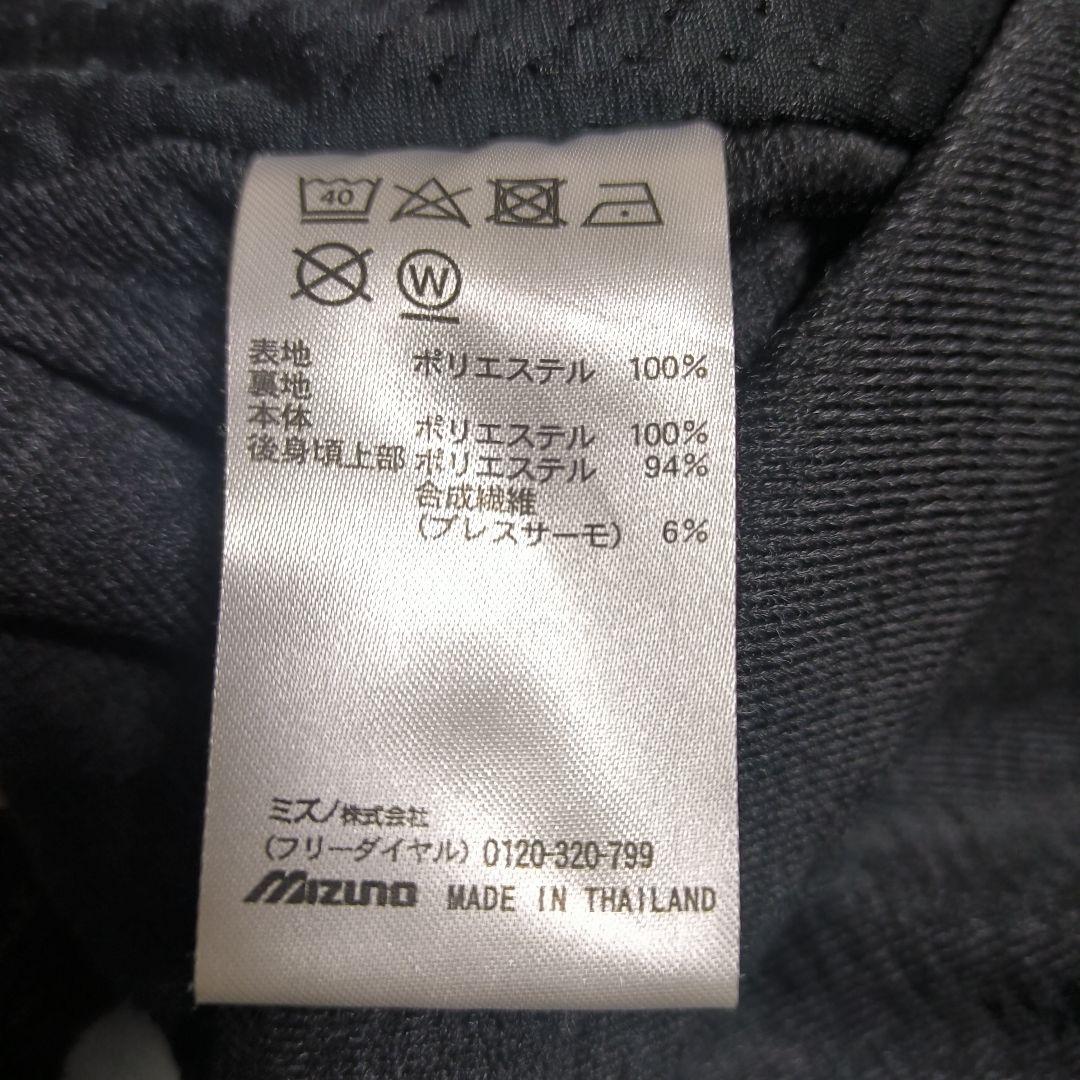 40
W
表地 ポリエステル 100%
裏地
本体 ポリエステル 100%
後身頃上部 ポリエステル 94%
合成繊維
(ブレスサーモ) 6%
ミズノ株式会社
(フリーダイヤル) 0120-320-799
MIZUNO MADE IN THAILAND